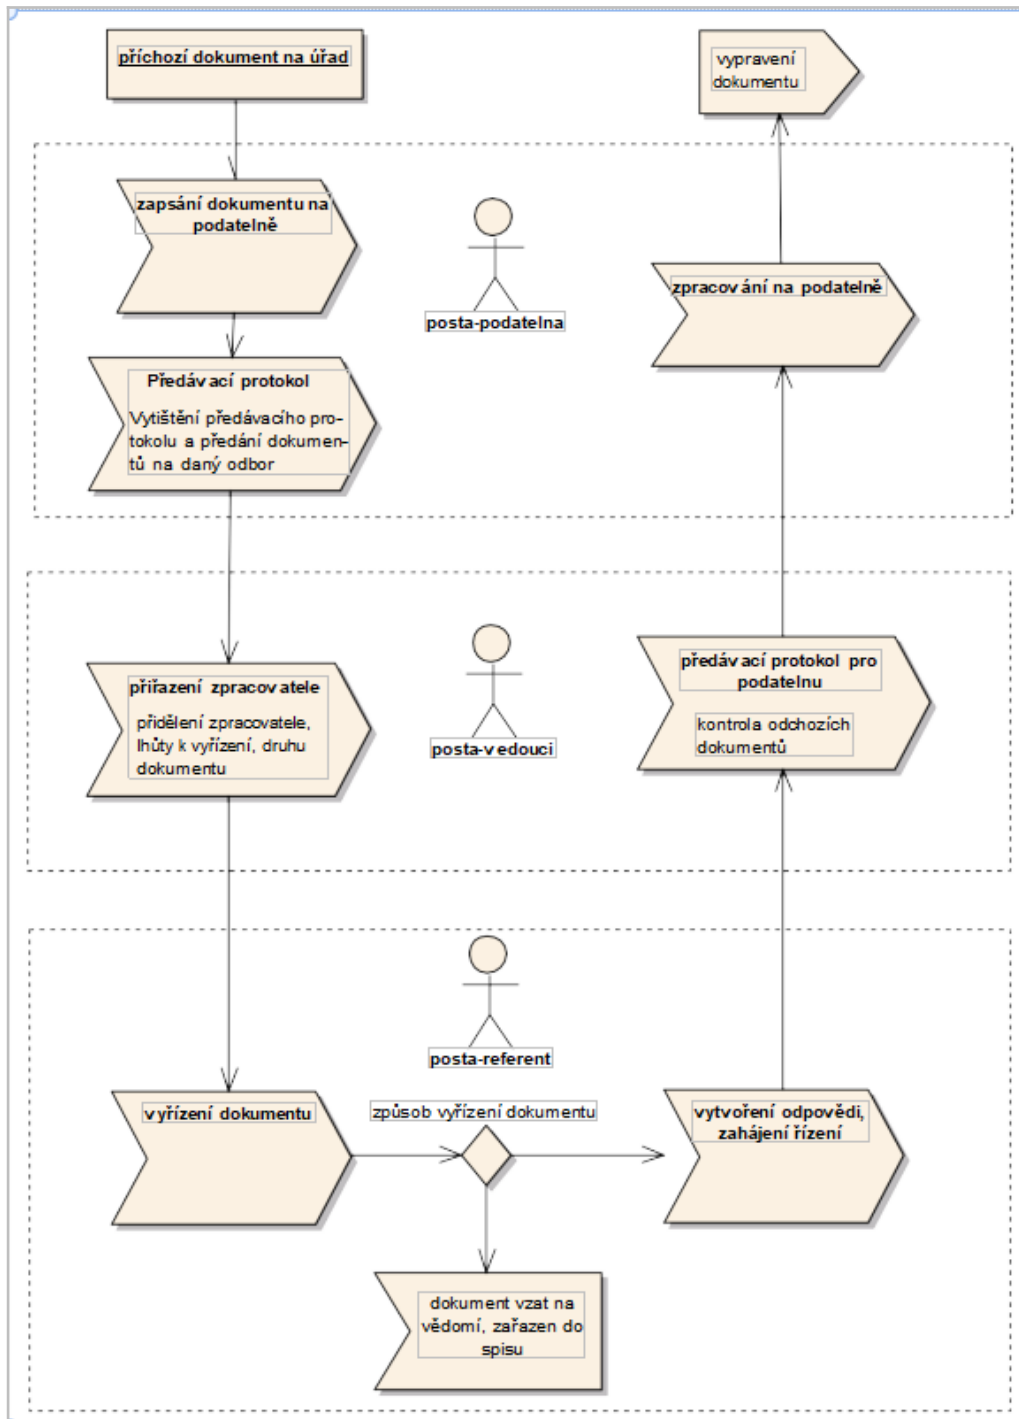 příchozí dokument na úřad
vypravení
dokumentu
zapsání dokumentu na
podatelně
posta-podatelna
zpracování na podatelně
Předávací protokol
Vytištění předávacího pro-
tokolu a předání dokumen-
tů na daný odbor
přiřazení zpracovatele
přidělení zpracovatele,
lhůty k vyřízení, druhu
dokumentu
posta-vedouci
předávací protokol pro
podatelnu
kontrola odchozích
dokumentů
posta-referent
vyřízení dokumentu
způsob vyřízení dokumentu
vytvoření odpovědi,
zahájení řízení
dokument vzat na
vědomí, zařazen do
spisu